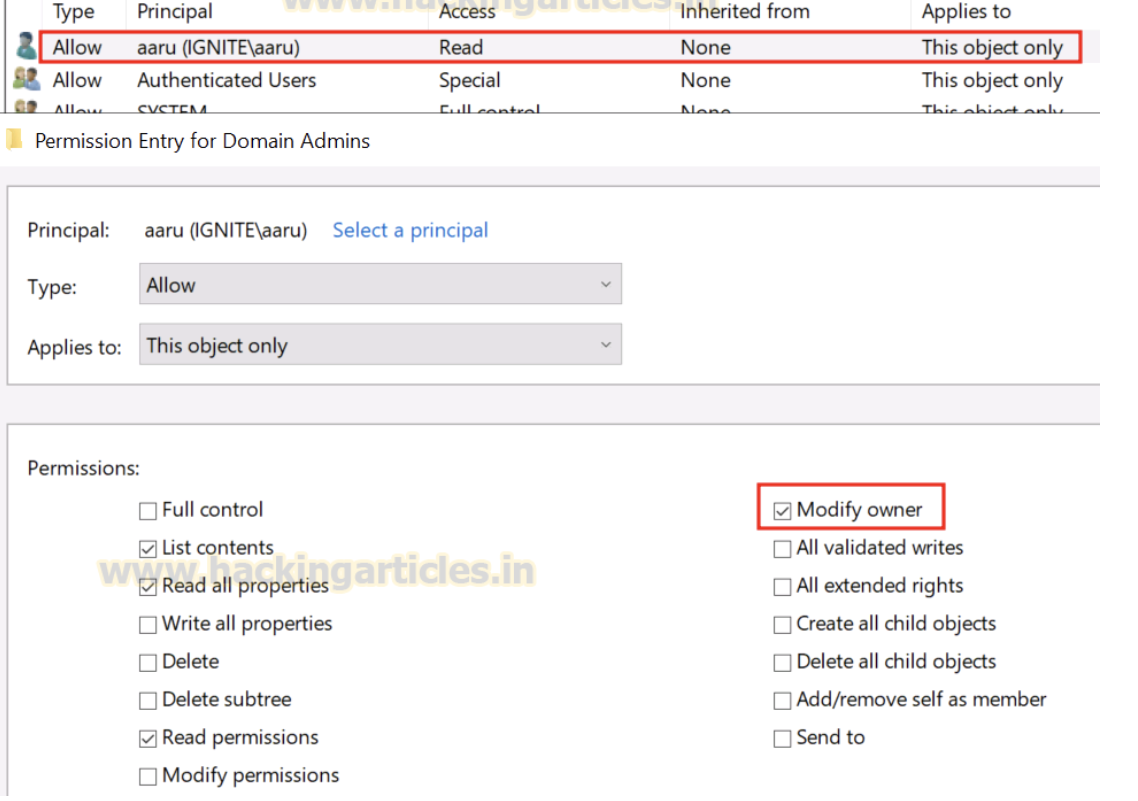 www.hackingarticles.in
Type Principal Access Inherited from Applies to
Allow aaru (IGNITE\aaru) Read None This object only
Allow Authenticated Users Special None This object only
Allow SYSTEM Full control None This object only
Permission Entry for Domain Admins
Principal: aaru (IGNITE\aaru) Select a principal
Type: Allow
Applies to: This object only
Permissions:
Full control Modify owner
List contents All validated writes
www.hackingarticles.in
Read all properties All extended rights
Write all properties Create all child objects
Delete Delete all child objects
Delete subtree Add/remove self as member
Read permissions Send to
Modify permissions